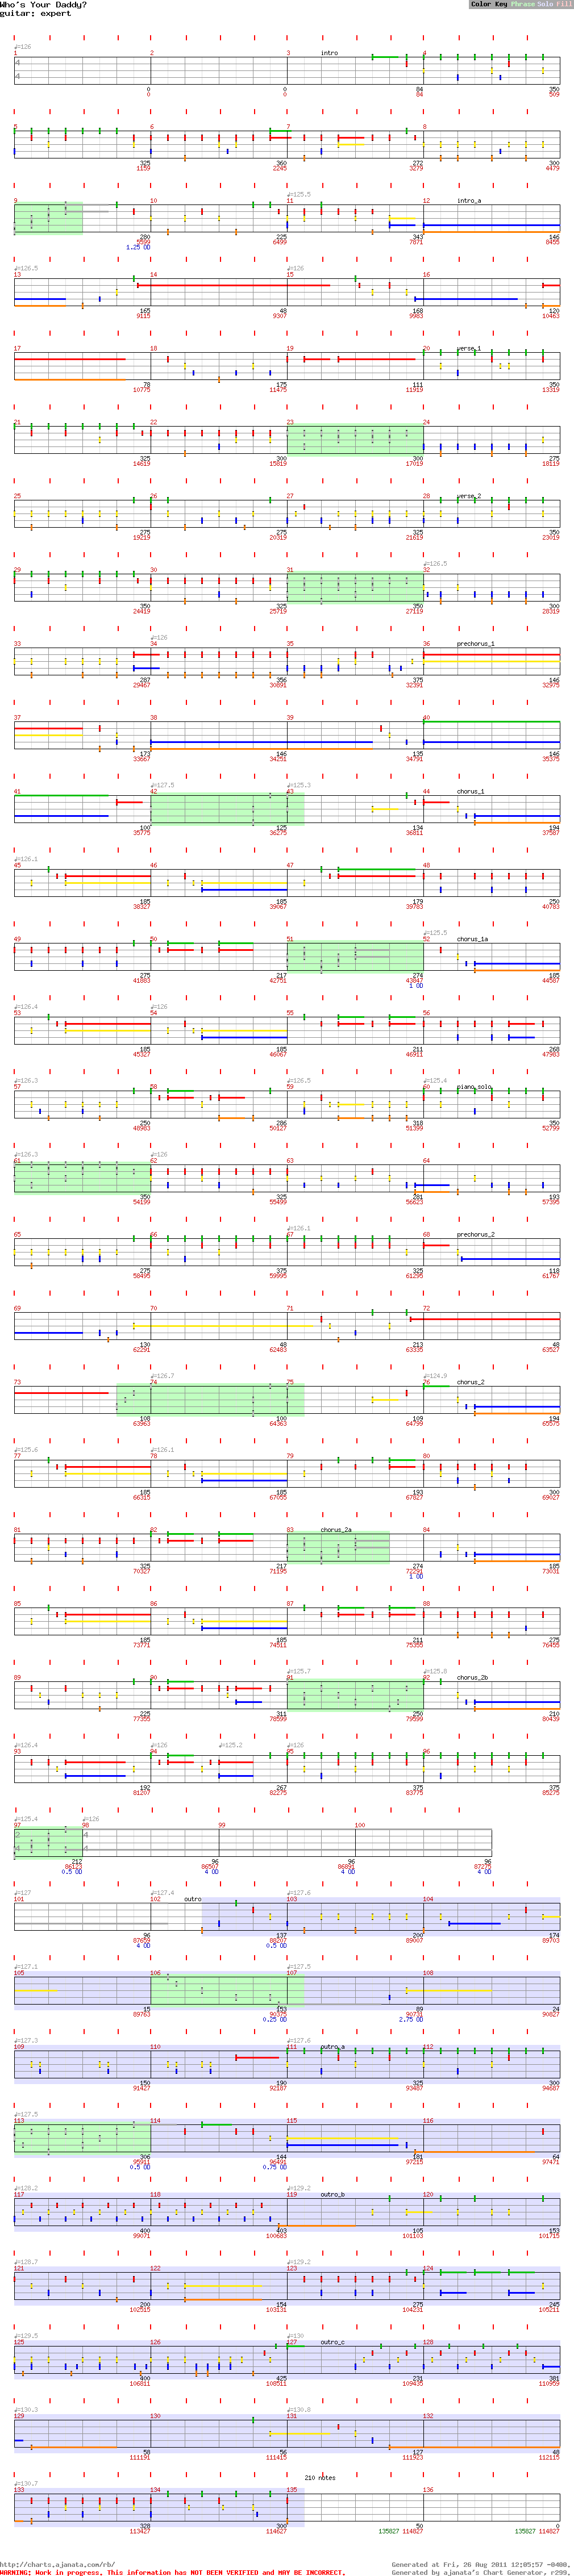 Who's Your Daddy?
Color Key Phrase Solo Fill
guitar: expert
♩=126
1 2 3 intro 4
0 0 84 350
0 0 84 509
5 6 7 8
325 360 272 300
1159 2245 3279 4479
♩=125.5
9 10 11 12 intro_a
280 225 343 146
5599 6499 7871 8455
1.25 OD
♩=126.5 ♩=126
13 14 15 16
165 48 168 120
9115 9307 9983 10463
17 18 19 20 verse_1
78 175 111 350
10775 11475 11919 13319
21 22 23 24
325 300 300 275
14619 15819 17019 18119
25 26 27 28 verse_2
275 275 325 350
19219 20319 21619 23019
♩=126.5
29 30 31 32
350 325 350 300
24419 25719 27119 28319
♩=126
33 34 35 36 prechorus_1
287 356 375 146
29467 30891 32391 32975
37 38 39 40
173 146 135 146
33667 34251 34791 35375
♩=127.5 ♩=125.3
41 42 43 44 chorus_1
100 125 134 194
35775 36275 36811 37587
♩=126.1
45 46 47 48
185 185 179 250
38327 39067 39783 40783
♩=125.5
49 50 51 52 chorus_1a
275 217 274 185
41883 42751 43847 44587
1 OD
♩=126.4 ♩=126
53 54 55 56
185 185 211 268
45327 46067 46911 47983
♩=126.3 ♩=126.5 ♩=125.4
57 58 59 60 piano_solo
250 286 318 350
48983 50127 51399 52799
♩=126.3 ♩=126
61 62 63 64
350 325 281 193
54199 55499 56623 57395
♩=126.1
65 66 67 68 prechorus_2
275 375 325 118
58495 59995 61295 61767
69 70 71 72
130 48 213 48
62291 62483 63335 63527
♩=126.7 ♩=124.9
73 74 75 76 chorus_2
108 100 109 194
63963 64363 64799 65575
♩=125.6 ♩=126.1
77 78 79 80
185 185 193 300
66315 67055 67827 69027
81 82 83 chorus_2a 84
325 217 274 185
70327 71195 72291 73031
1 OD
85 86 87 88
185 185 211 275
73771 74511 75355 76455
♩=125.7 ♩=125.8
89 90 91 92 chorus_2b
225 311 250 210
77355 78599 79599 80439
♩=126.4 ♩=126 ♩=125.2 ♩=126
93 94 95 96
192 267 375 375
81207 82275 83775 85275
♩=125.4 ♩=126
97 98 99 100
212 96 96 96
86123 86507 86891 87275
0.5 OD 4 OD 4 OD 4 OD
♩=127 ♩=127.4 ♩=127.6
101 102 outro 103 104
96 137 200 174
87659 88207 89007 89703
4 OD 0.5 OD
♩=127.1 ♩=127.5
105 106 107 108
15 153 89 24
89763 90375 90731 90827
0.25 OD 2.75 OD
♩=127.3 ♩=127.6
109 110 111 outro_a 112
150 190 325 300
91427 92187 93487 94687
♩=127.5
113 114 115 116
306 144 181 64
95911 96491 97215 97471
0.5 OD 0.75 OD
♩=128.2 ♩=129.2
117 118 119 outro_b 120
400 403 105 153
99071 100683 101103 101715
♩=128.7 ♩=129.2
121 122 123 124
200 154 275 245
102515 103131 104231 105211
♩=129.5 ♩=130
125 126 127 outro_c 128
400 425 231 381
106811 108511 109435 110959
♩=130.3 ♩=130.8
129 130 131 132
58 56 127 48
111191 111415 111923 112115
210 notes
♩=130.7
133 134 135 136
328 300 50 0
113427 114627 135827 114827 135827 114827
http://charts.ajanata.com/rb/ Generated at Fri, 26 Aug 2011 12:05:57 -0400.
WARNING: Work in progress. This information has NOT BEEN VERIFIED and MAY BE INCORRECT. Generated by ajanata's Chart Generator, r299.